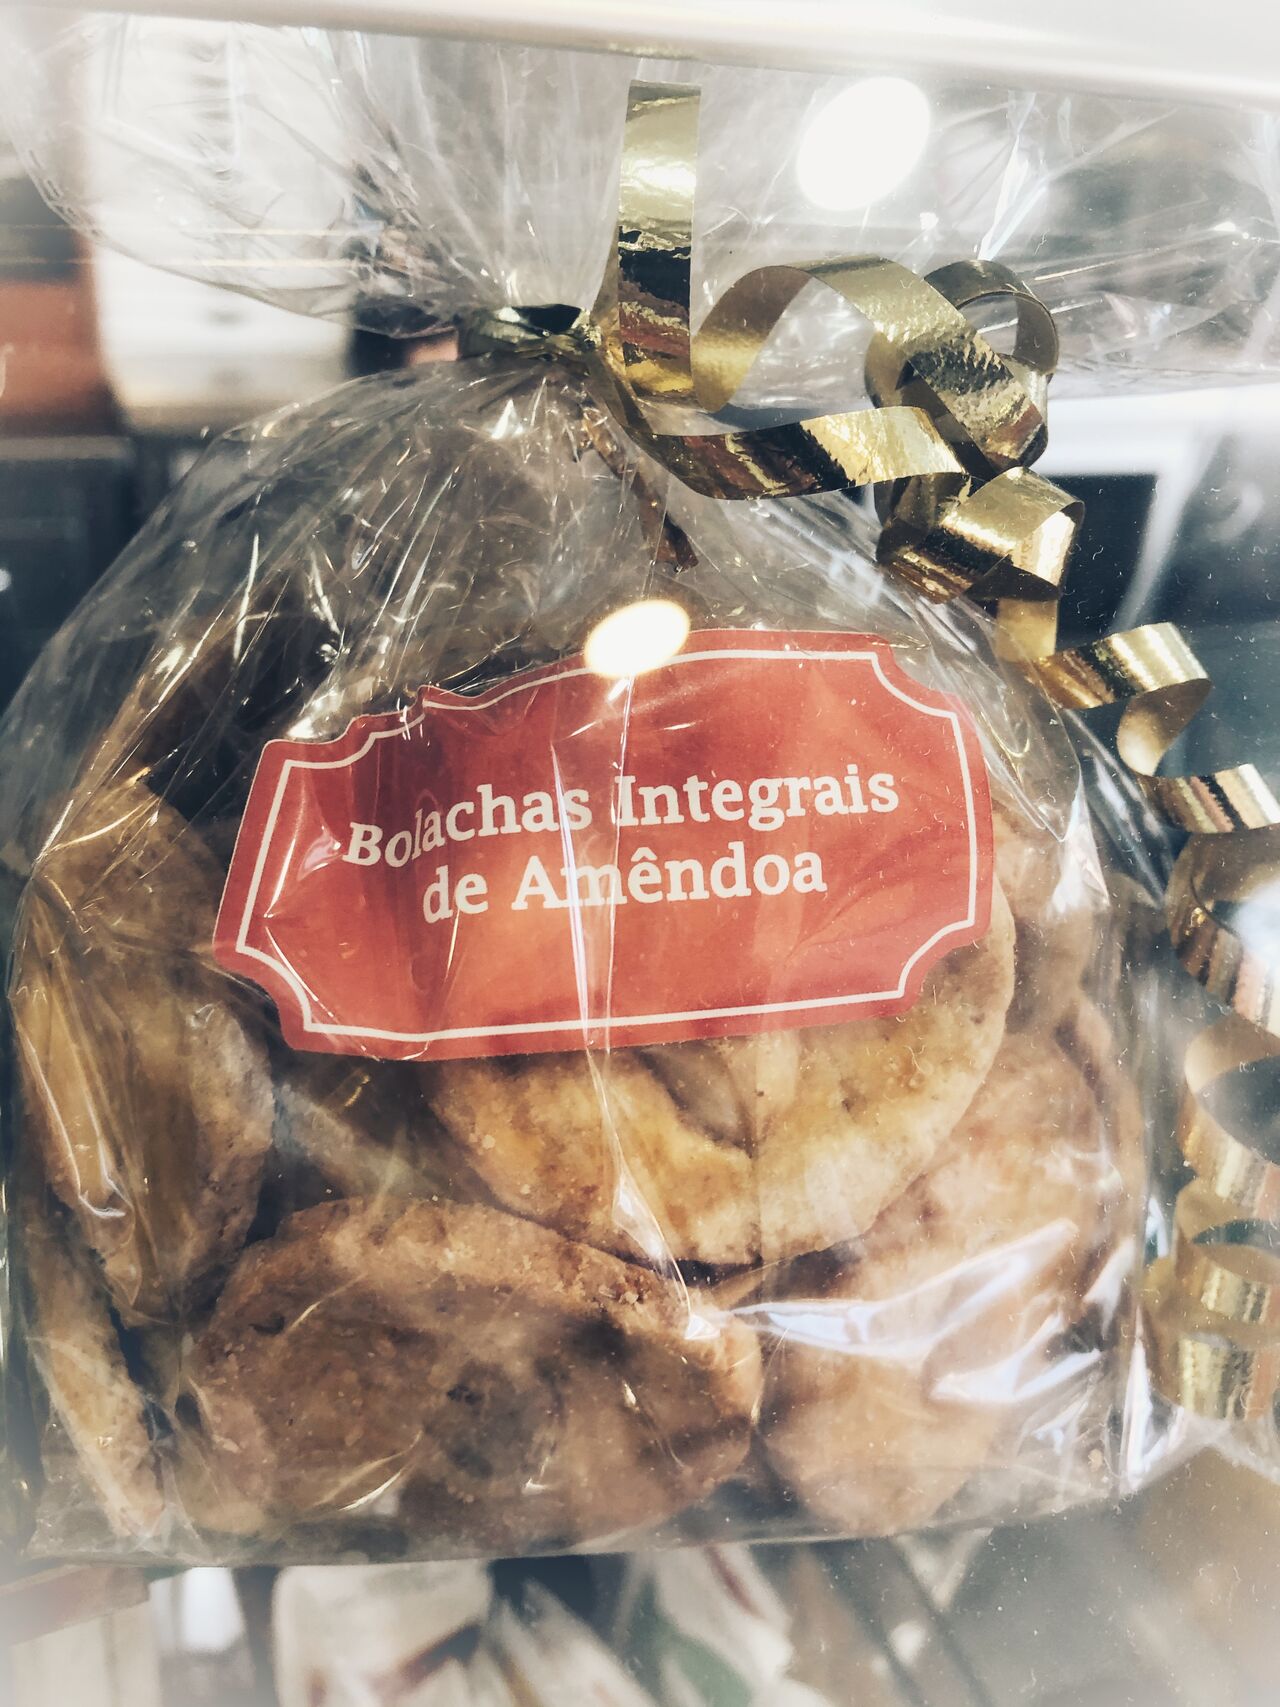 Bolachas Integrais
de Amêndoa